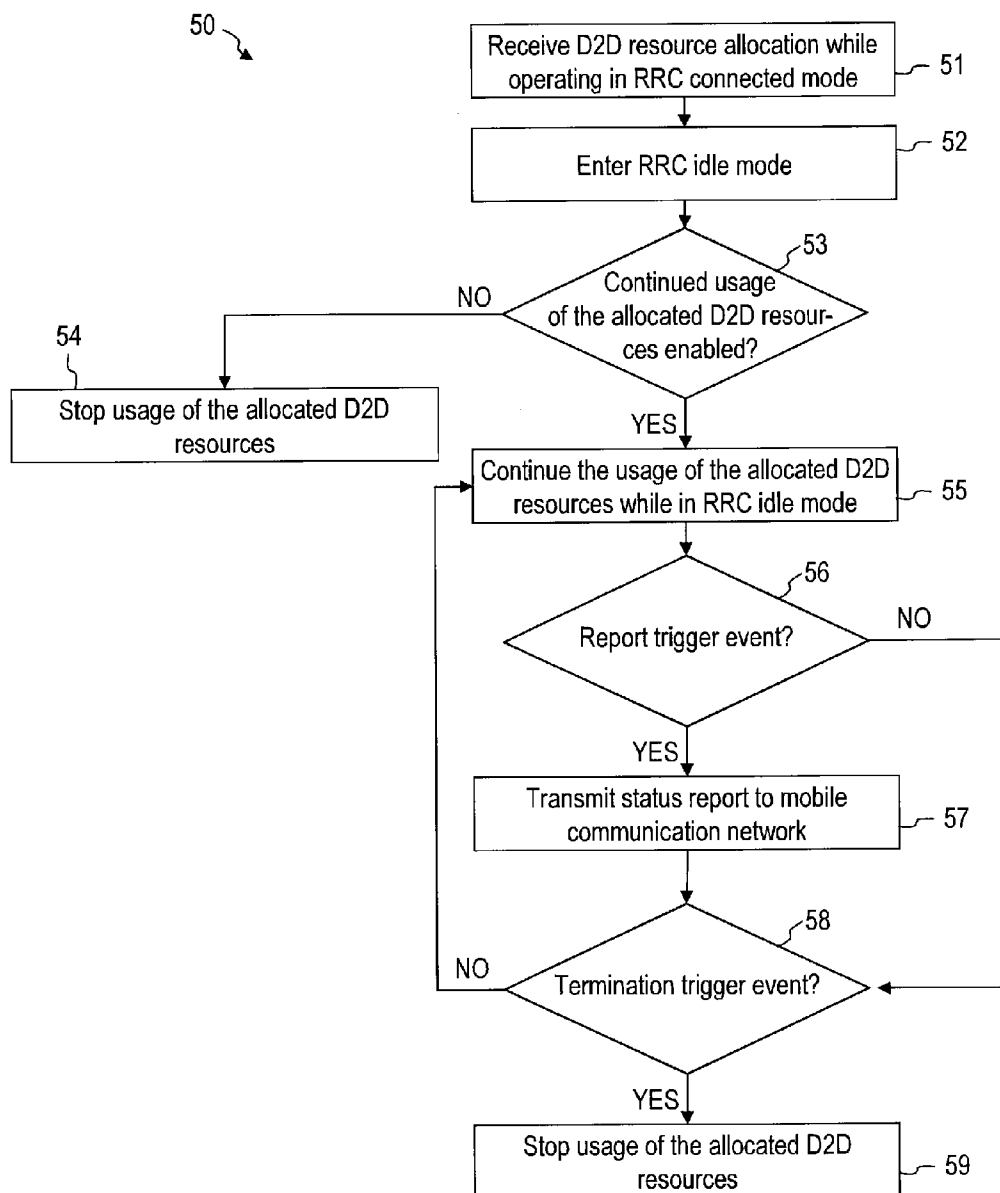 50
Receive D2D resource allocation while
operating in RRC connected mode
51
Enter RRC idle mode
52
53
Continued usage
of the allocated D2D resour-
ces enabled?
NO
54
Stop usage of the allocated D2D
resources
YES
Continue the usage of the allocated D2D
resources while in RRC idle mode
55
56
Report trigger event?
NO
YES
Transmit status report to mobile
communication network
57
58
Termination trigger event?
NO
YES
Stop usage of the allocated D2D
resources
59